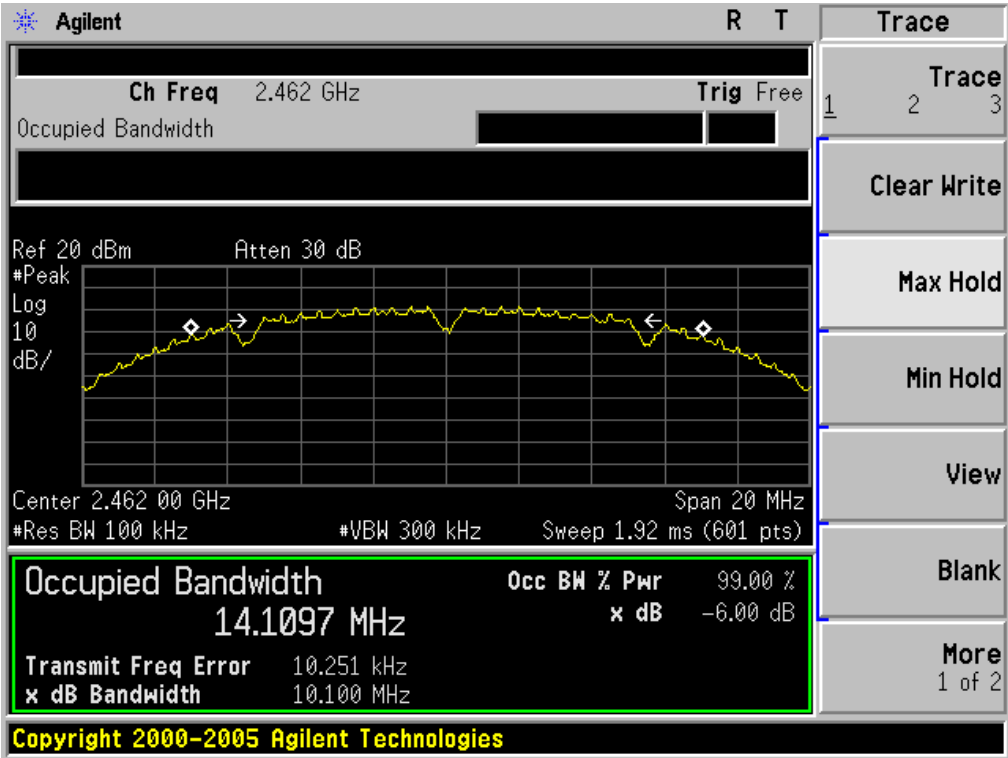 Agilent R T Trace
Ch Freq 2.462 GHz Trig Free
Occupied Bandwidth
Trace
1 2 3
Clear Write
Max Hold
Min Hold
View
Blank
More
1 of 2
Ref 20 dBm Atten 30 dB
#Peak
Log
10
dB/
Center 2.462 00 GHz Span 20 MHz
#Res BW 100 kHz #VBW 300 kHz Sweep 1.92 ms (601 pts)
Occupied Bandwidth
14.1097 MHz
Occ BW % Pwr 99.00 %
x dB -6.00 dB
Transmit Freq Error 10.251 kHz
x dB Bandwidth 10.100 MHz
Copyright 2000-2005 Agilent Technologies